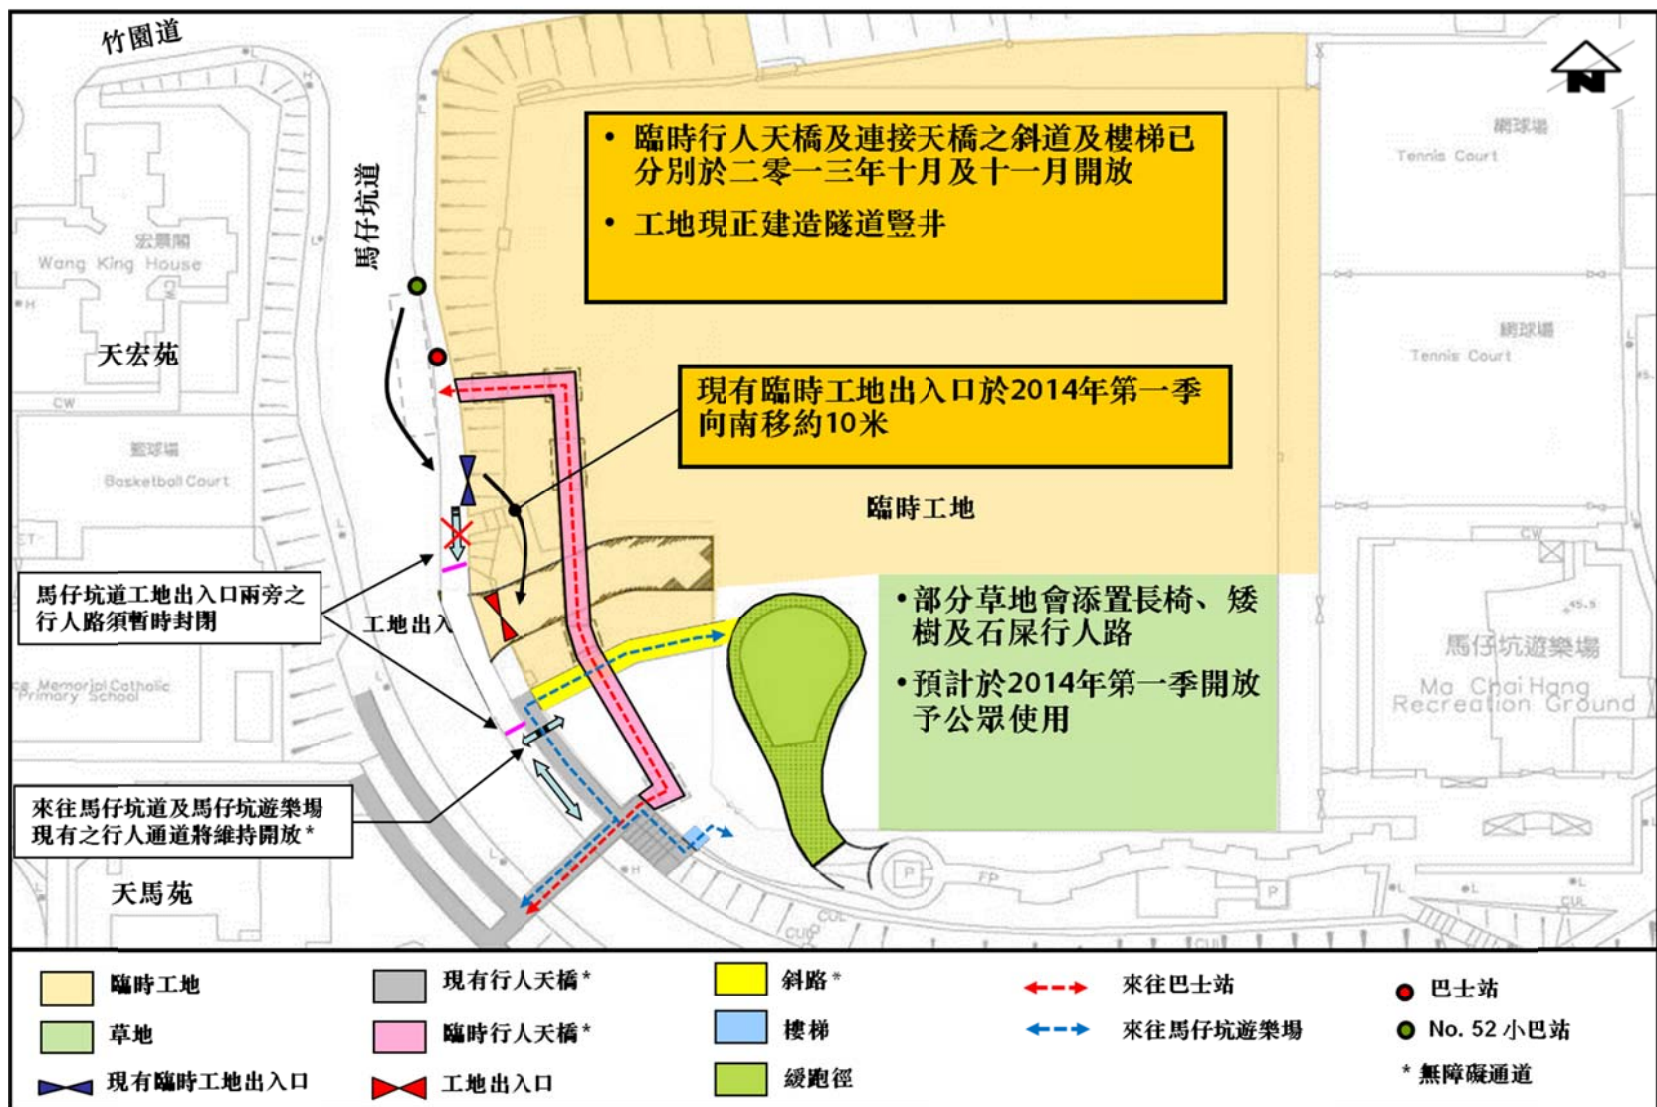 竹園道
馬仔坑道
N
• 臨時行人天橋及連接天橋之斜道及樓梯已
分別於二零一三年十月及十一月開放
• 工地現正建造隧道豎井
網球場
Tennis Court
宏景閣
Wang King House
CW
H
天宏苑
CW
網球場
Tennis Court
現有臨時工地出入口於2014年第一季
向南移約10米
籃球場
Basketball Court
臨時工地
CW
馬仔坑道工地出入口兩旁之
行人路須暫時封閉
工地出入
• 部分草地會添置長椅、矮
樹及石屎行人路
• 預計於2014年第一季開放
予公眾使用
馬仔坑遊樂場
Ma Chai Hang
Recreation Ground
Memorial Catholic
Primary School
來往馬仔坑道及馬仔坑遊樂場
現有之行人通道將維持開放*
天馬苑
P
FP
P
CUL
CUL
臨時工地
現有行人天橋*
斜路*
來往巴士站
巴士站
草地
臨時行人天橋*
樓梯
來往馬仔坑遊樂場
No. 52 小巴站
現有臨時工地出入口
工地出入口
緩跑徑
* 無障礙通道